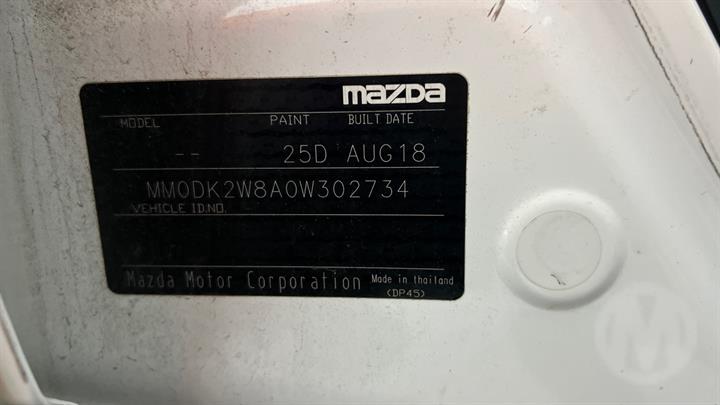 mazda
MODEL PAINT BUILT DATE
-- 25D AUG18
MM0DK2W8A0W302734
VEHICLE ID.NO.
Mazda Motor Corporation Made in thailand
(DP45)
M